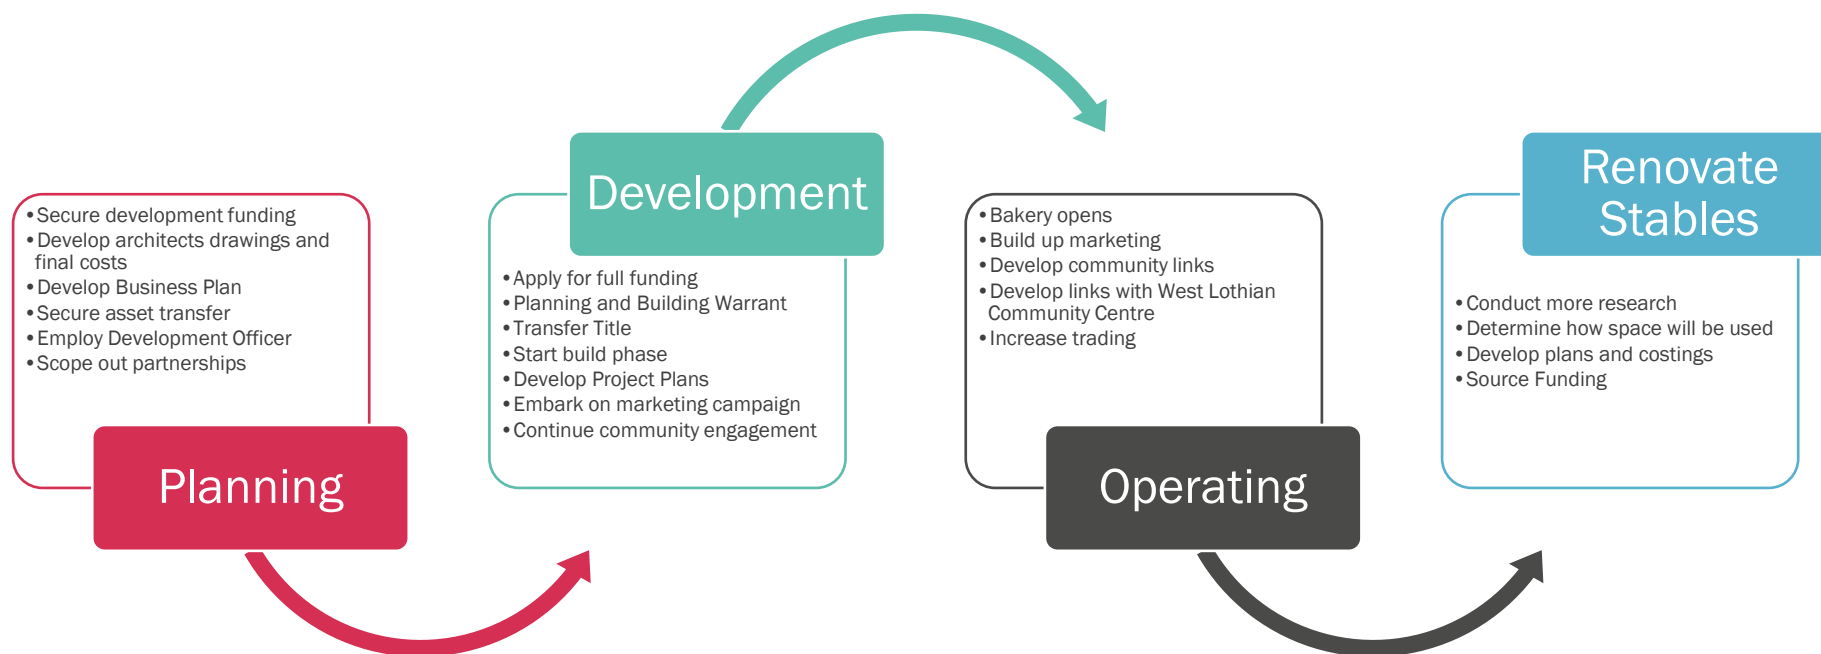 •Secure development funding
•Develop architects drawings and
final costs
•Develop Business Plan
•Secure asset transfer
•Employ Development Officer
•Scope out partnerships
Planning
Development
•Apply for full funding
•Planning and Building Warrant
•Transfer Title
•Start build phase
•Develop Project Plans
•Embark on marketing campaign
•Continue community engagement
•Bakery opens
•Build up marketing
•Develop community links
•Develop links with West Lothian
Community Centre
•Increase trading
Operating
Renovate
Stables
•Conduct more research
•Determine how space will be used
•Develop plans and costings
•Source Funding